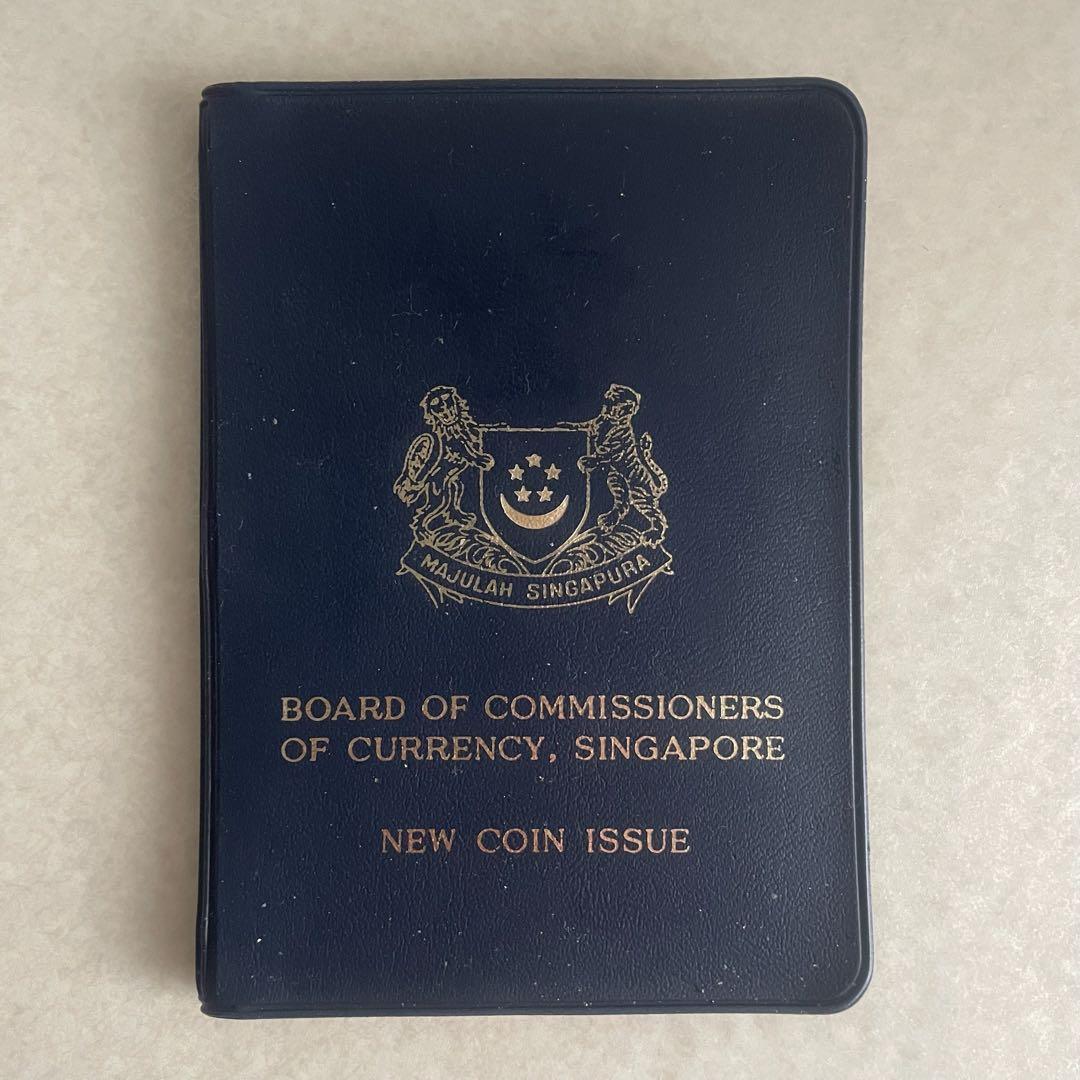 MAJULAH SINGAPURA
BOARD OF COMMISSIONERS
OF CURRENCY, SINGAPORE
NEW COIN ISSUE